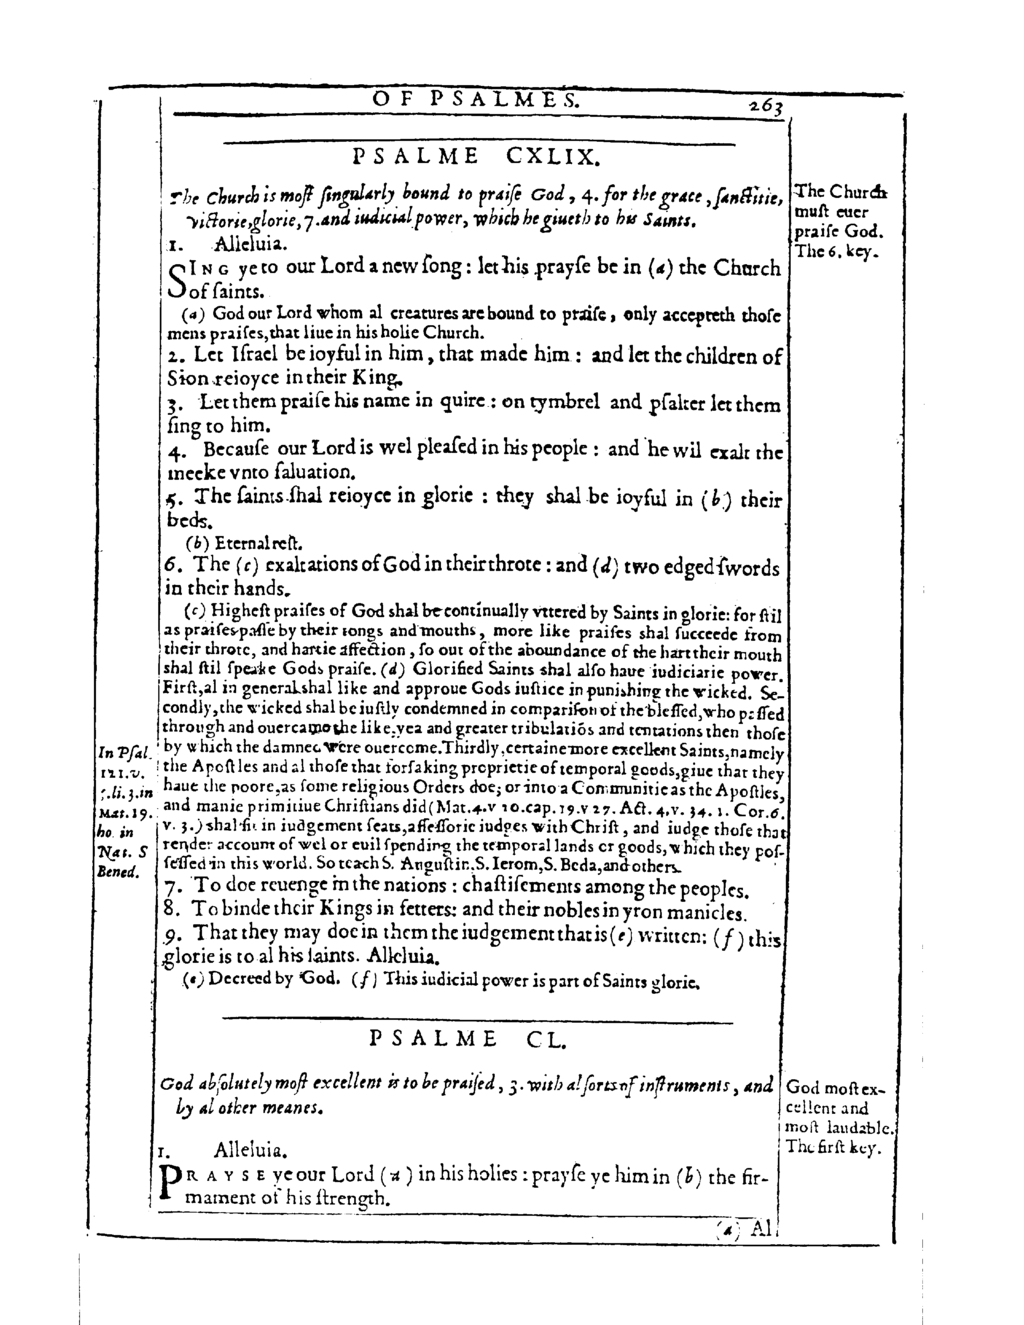 OF PSALMES. 263
PSALME CXLIX.
The Church is moſt ſingularly bound to praiſe God, 4. for the grace, ſanctitie,
victorie, glorie, 7. and iudicial power, which he giueth to his Saints.
The Church
muſt euer
praiſe God.
The 6. key.
1. Alleluia.
SING ye to our Lord a new ſong: let his prayſe be in (a) the Church
of ſaints.
(a) God our Lord whom al creatures are bound to praiſe, only accepteth thoſe
mens praiſes, that liue in his holie Church.
2. Let Iſrael be ioyful in him, that made him: and let the children of
Sion reioyce in their King.
3. Let them praiſe his name in quire: on tymbrel and pſalter let them
ſing to him.
4. Becauſe our Lord is wel pleaſed in his people: and he wil exalt the
meeke vnto ſaluation.
5. The ſaints ſhal reioyce in glorie: they shal be ioyful in (b) their
beds.
(b) Eternal reſt.
6. The (c) exaltations of God in their throte: and (d) two edged ſwords
in their hands.
(c) Higheſt praiſes of God shal be continually vttered by Saints in glorie: for ſtil
as praiſes paſſe by their tongs and mouths, more like praiſes shal ſucceede from
their throte, and hartie affection, ſo out of the aboundance of the hart their mouth
shal ſtil ſpeake Gods praiſe. (d) Glorified Saints shal alſo haue iudiciarie power.
Firſt, al in general shal like and approue Gods iuſtice in punishing the wicked. Se-
condly, the wicked shal be iuſtly condemned in compariſon of the bleſſed, who paſſed
through and ouercame the like, yea and greater tribulatiós and tentations then thoſe
by which the damned were ouercome. Thirdly, certaine more excellent Saints, namely
the Apoſtles and al thoſe that forſaking proprietie of temporal goods, giue that they
haue the poore, as ſome religious Orders doe; or into a Communitie as the Apoſtles,
and manie primitiue Chriſtians did (Mat. 4. v 20. cap. 19. v 27. Act. 4. v. 34. 1. Cor. 6.
v. 3.) shal ſit in iudgement ſeats, aſſeſſorie iudges with Chriſt, and iudge thoſe that
render account of wel or euil ſpending the temporal lands or goods, which they poſ-
ſeſſed in this world. So teach S. Auguſtin, S. Ierom, S. Beda, and others.
In Pſal.
121. v.
li. 3. in
Mat. 19.
ho. in
Nat. S
Bened.
7. To doe reuenge in the nations: chaſtiſements among the peoples.
8. To binde their Kings in fetters: and their nobles in yron manicles.
9. That they may doe in them the iudgement that is (e) written: (f) this
glorie is to al his ſaints. Alleluia.
(e) Decreed by God. (f) This iudicial power is part of Saints glorie.
PSALME CL.
God abſolutely moſt excellent is to be praiſed, 3. with al ſorts of inſtruments, and
by al other meanes.
God moſt ex-
cellent and
moſt laudable.
The firſt key.
1. Alleluia.
PRAYSE ye our Lord (a) in his holies: prayſe ye him in (b) the fir-
mament of his ſtrength.
(a) Al